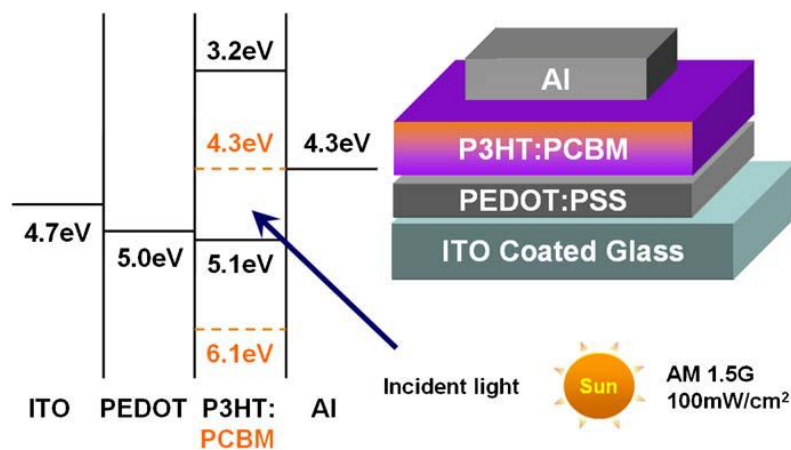 3.2eV
4.3eV
4.3eV
4.7eV
5.0eV
5.1eV
6.1eV
ITO PEDOT P3HT: Al
PCBM
Al
P3HT:PCBM
PEDOT:PSS
ITO Coated Glass
Incident light
Sun
AM 1.5G
100mW/cm²